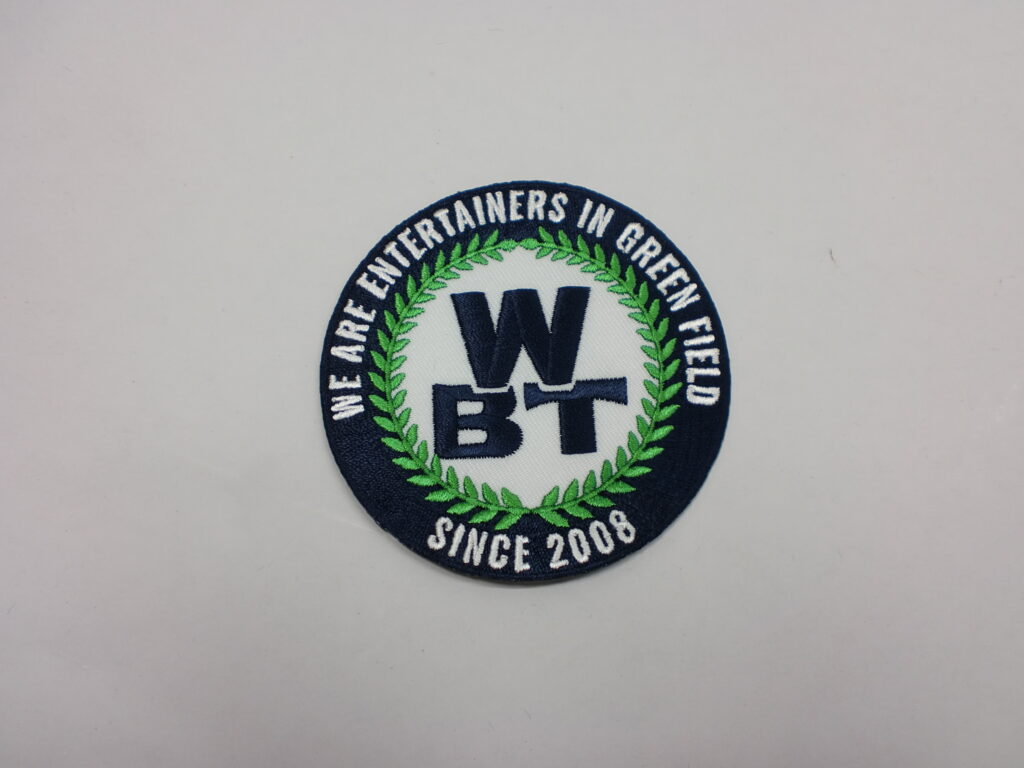 WE ARE ENTERTAINERS IN GREEN FIELD
W
BT
SINCE 2008